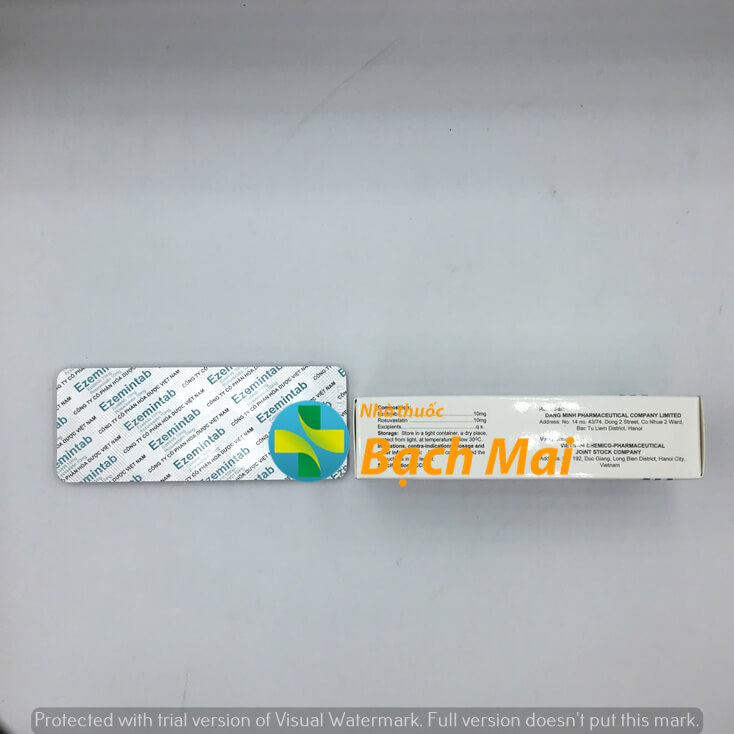 Ezemintab
CÔNG TY CỔ PHẦN HÓA DƯỢC VIỆT NAM
Nhà thuốc
Bạch Mai
10mg
Rosuvastatin 10mg
Excipients q.s.
Storage: Store in a tight container, a dry place,
protect from light, at temperature below 30ºC.
DANG MINH PHARMACEUTICAL COMPANY LIMITED
Address: No. 14 no. 43/74, Dong 2 Street, Co Nhue 2 Ward,
Bac Tu Liem District, Hanoi
CHEMICO-PHARMACEUTICAL
JOINT STOCK COMPANY
192, Duc Giang, Long Bien District, Hanoi City,
Vietnam
Protected with trial version of Visual Watermark. Full version doesn't put this mark.